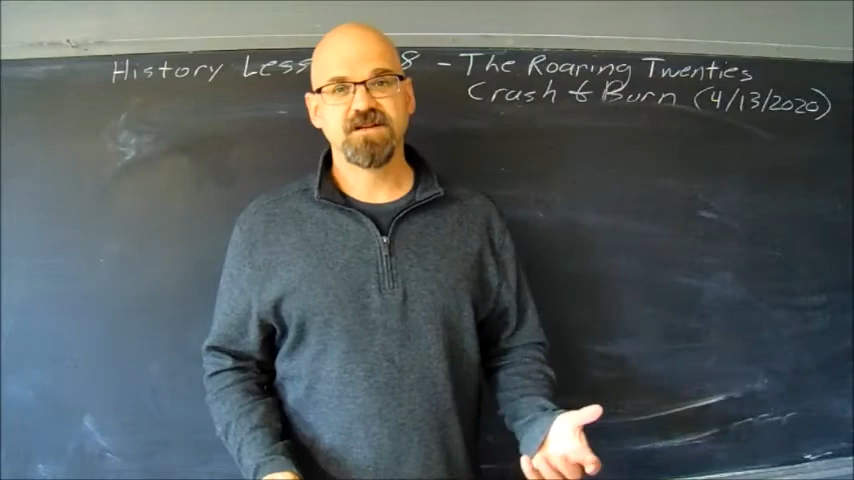 History Less 8 - The Roaring Twenties
Crash & Burn (4/13/2020)